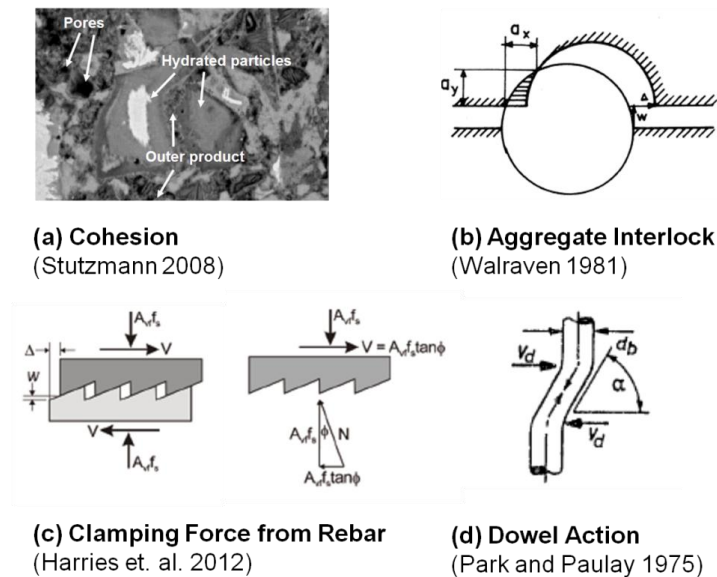 Pores
Hydrated particles
Outer product
(a) Cohesion
(Stutzmann 2008)
a_x
a_y
Δ
w
(b) Aggregate Interlock
(Walraven 1981)
A_vf f_s
V
Δ
w
V
A_vf f_s
A_vf f_s
V = A_vf f_s tanϕ
A_vf f_s
ϕ
N
A_vf f_s tanϕ
(c) Clamping Force from Rebar
(Harries et. al. 2012)
V_d
d_b
α
V_d
(d) Dowel Action
(Park and Paulay 1975)